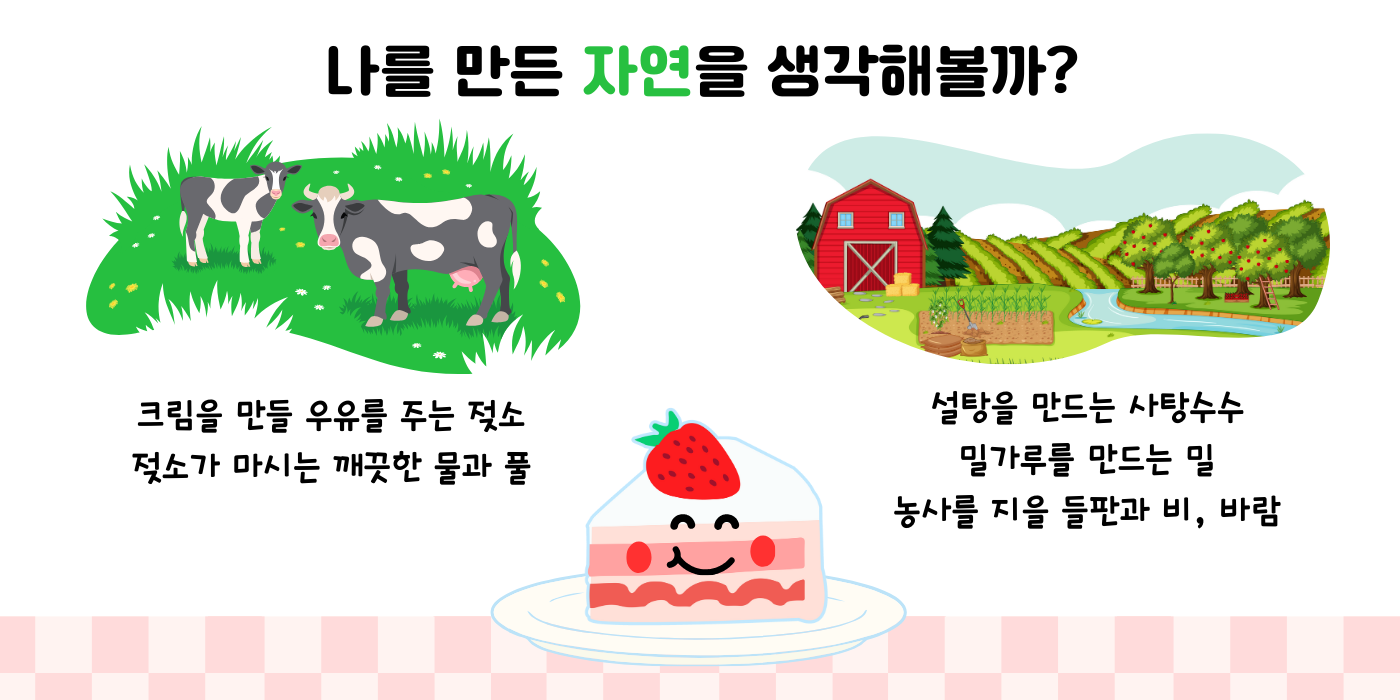 나를 만든 자연을 생각해볼까?
크림을 만들 우유를 주는 젖소
젖소가 마시는 깨끗한 물과 풀
설탕을 만드는 사탕수수
밀가루를 만드는 밀
농사를 지을 들판과 비, 바람